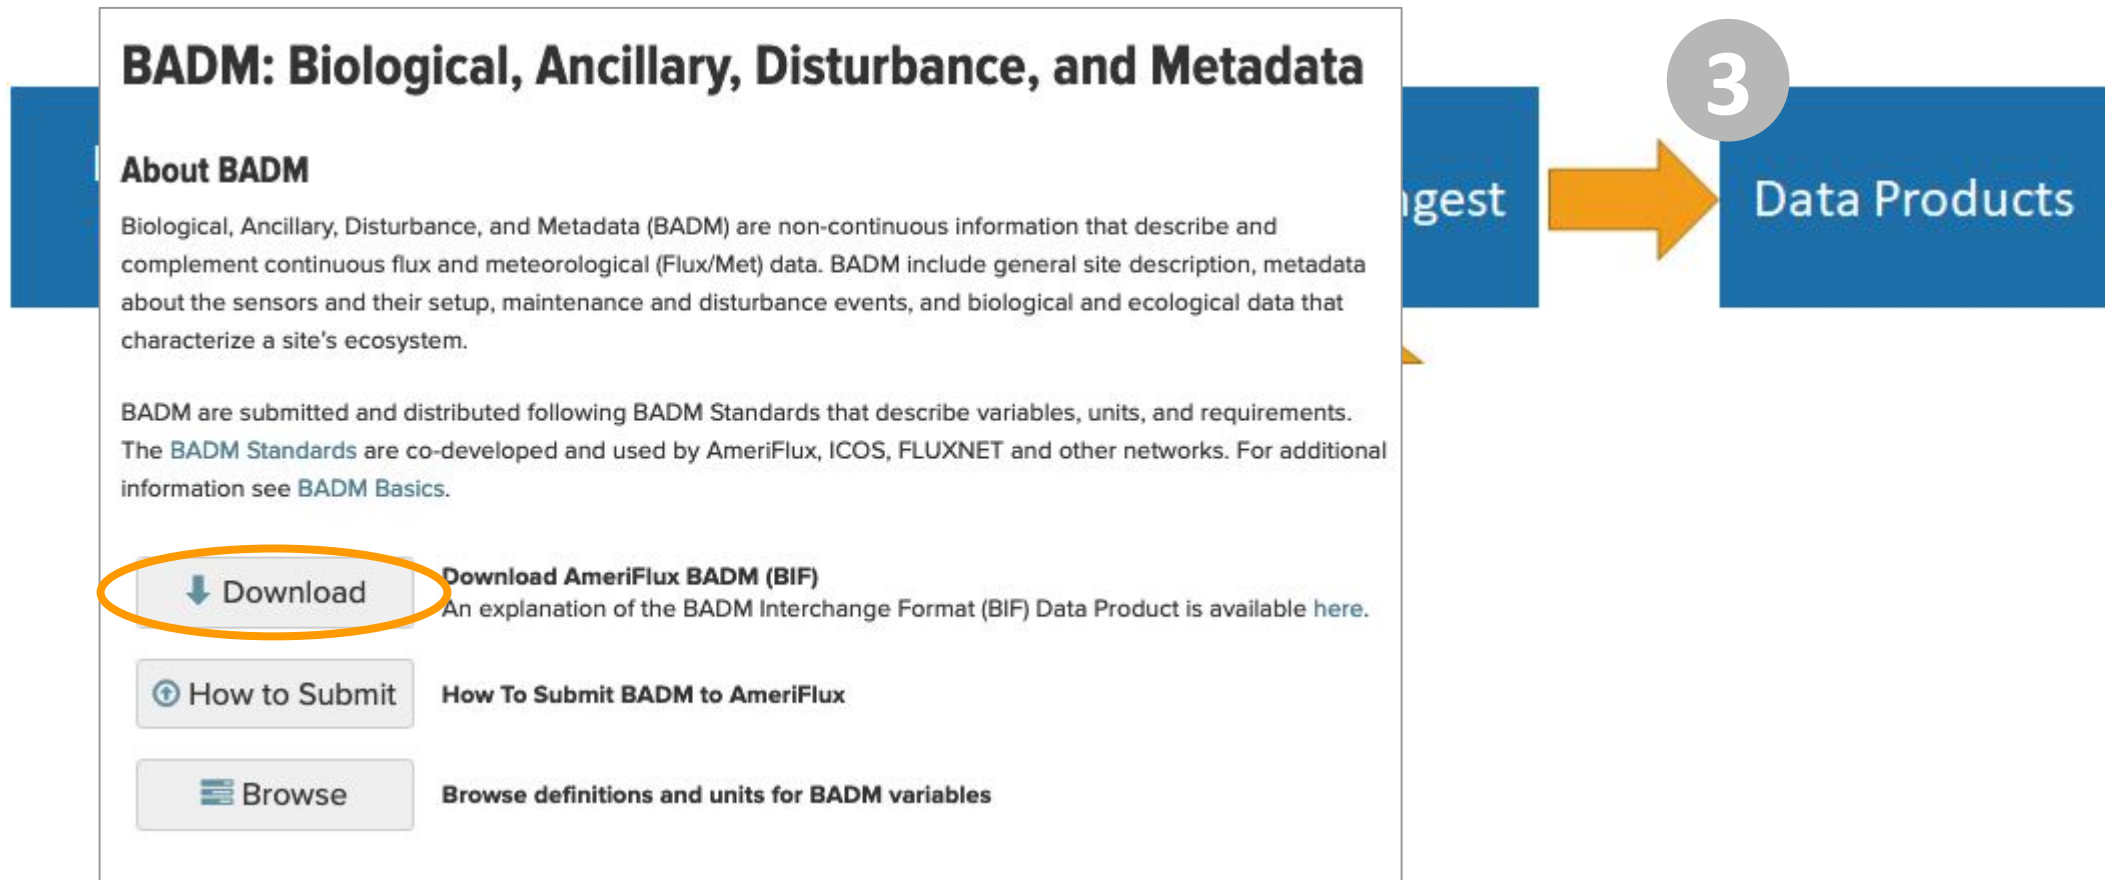 BADM: Biological, Ancillary, Disturbance, and Metadata
3
About BADM
Biological, Ancillary, Disturbance, and Metadata (BADM) are non-continuous information that describe and
complement continuous flux and meteorological (Flux/Met) data. BADM include general site description, metadata
about the sensors and their setup, maintenance and disturbance events, and biological and ecological data that
characterize a site's ecosystem.
BADM are submitted and distributed following BADM Standards that describe variables, units, and requirements.
The BADM Standards are co-developed and used by AmeriFlux, ICOS, FLUXNET and other networks. For additional
information see BADM Basics.
Download
Download AmeriFlux BADM (BIF)
An explanation of the BADM Interchange Format (BIF) Data Product is available here.
How to Submit
How To Submit BADM to AmeriFlux
Browse
Browse definitions and units for BADM variables
Data Products